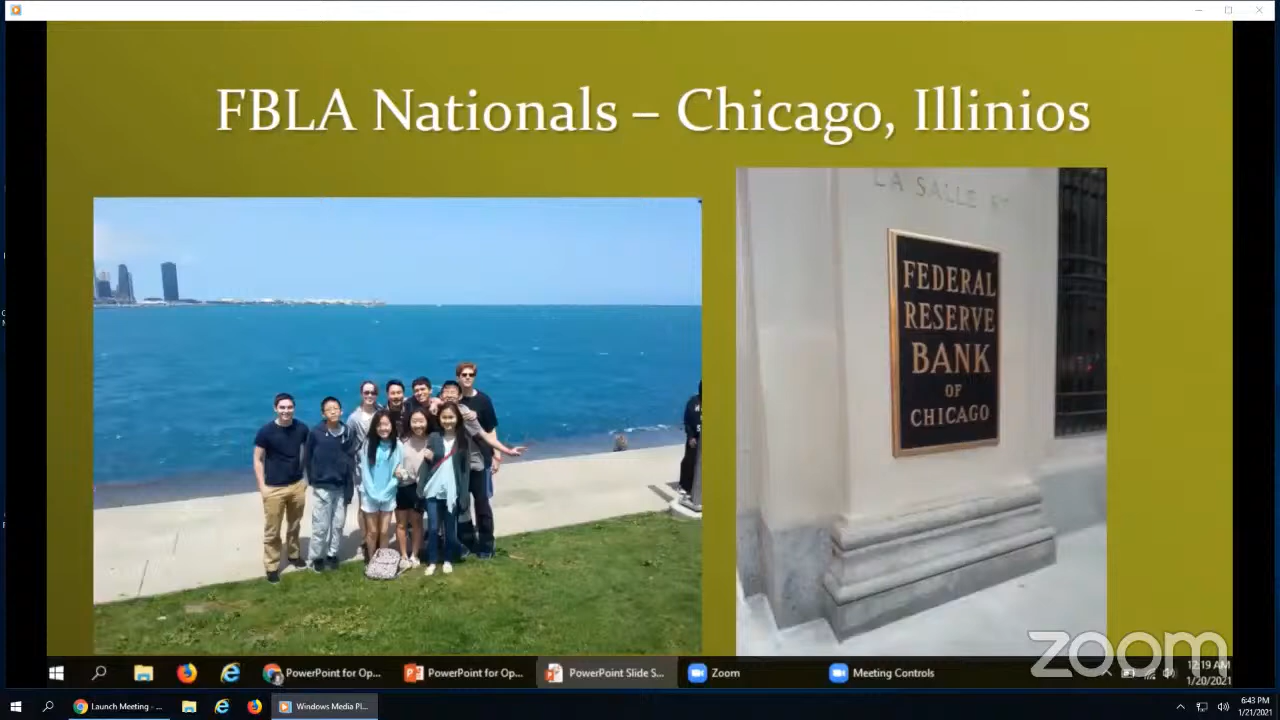 FBLA Nationals – Chicago, Illinios
LA SALLE ST
FEDERAL
RESERVE
BANK
OF
CHICAGO
zoom
PowerPoint for Op...
PowerPoint for Op...
PowerPoint Slide S...
Zoom
Meeting Controls
12:19 AM
1/20/2021
Launch Meeting - ...
Windows Media Pl...
6:43 PM
1/21/2021